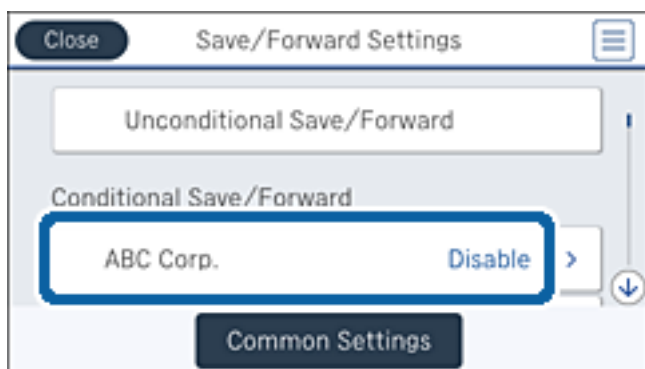 Close Save/Forward Settings
Unconditional Save/Forward
Conditional Save/Forward
ABC Corp. Disable >
Common Settings